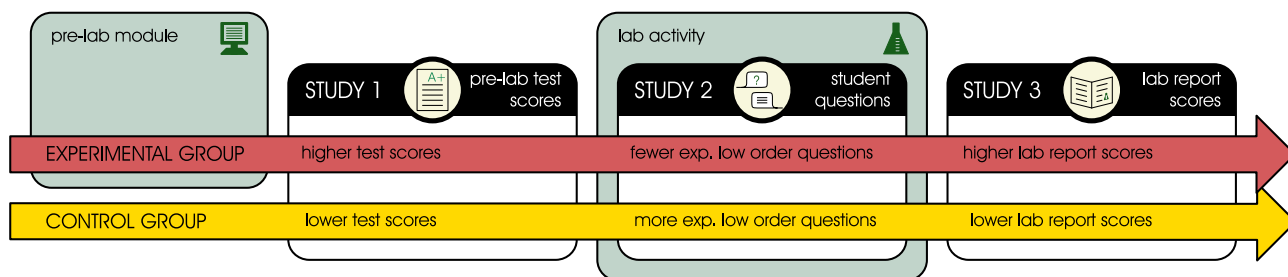 pre-lab module
lab activity
STUDY 1
A+
pre-lab test
scores
STUDY 2
?
student
questions
STUDY 3
A
lab report
scores
EXPERIMENTAL GROUP
higher test scores
fewer exp. low order questions
higher lab report scores
CONTROL GROUP
lower test scores
more exp. low order questions
lower lab report scores